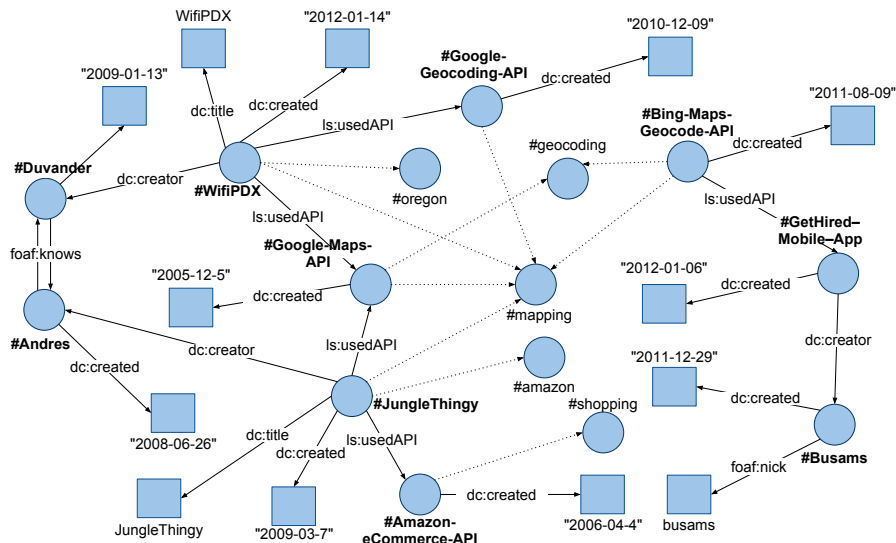 WifiPDX
"2012-01-14"
"2010-12-09"
#Google-
Geocoding-API
"2009-01-13"
dc:created
"2011-08-09"
dc:title
dc:created
#Bing-Maps-
Geocode-API
ls:usedAPI
dc:created
#geocoding
#Duvander
dc:creator
#WifiPDX
#oregon
ls:usedAPI
ls:usedAPI
#GetHired–
Mobile–App
#Google-Maps-
API
foaf:knows
"2005-12-5"
"2012-01-06"
dc:created
dc:created
#mapping
#Andres
ls:usedAPI
dc:creator
dc:creator
"2011-12-29"
dc:created
#amazon
#JungleThingy
#shopping
dc:created
dc:title
ls:usedAPI
"2008-06-26"
dc:created
#Busams
foaf:nick
dc:created
JungleThingy
"2009-03-7"
#Amazon-
eCommerce-API
"2006-04-4"
busams